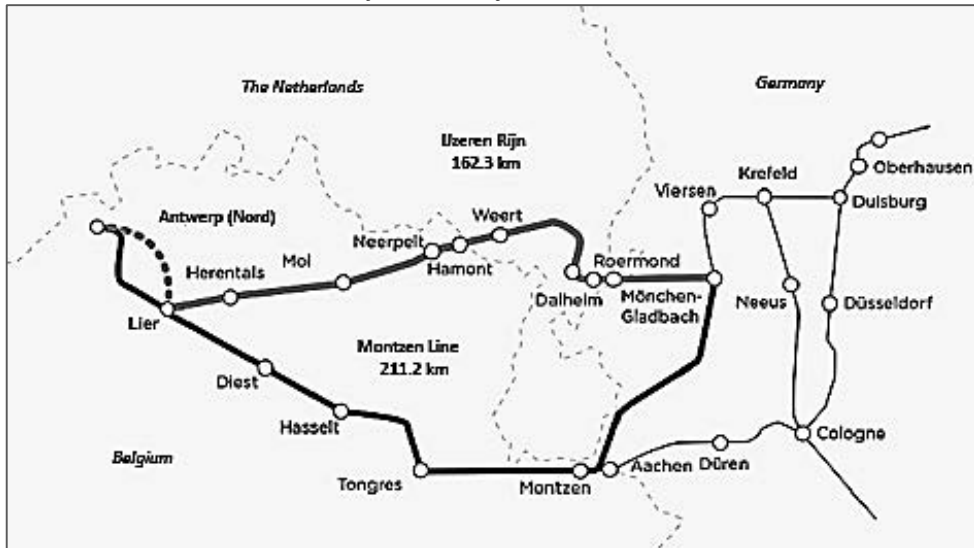 The Netherlands
Germany
IJzeren Rijn
162.3 km
Oberhausen
Krefeld
Viersen
Duisburg
Antwerp (Nord)
Weert
Neerpelt
Mol
Hamont
Roermond
Herentals
Dalheim
Mönchen-
Gladbach
Neeus
Düsseldorf
Lier
Montzen Line
211.2 km
Diest
Hasselt
Cologne
Belgium
Tongres
Montzen
Aachen
Düren